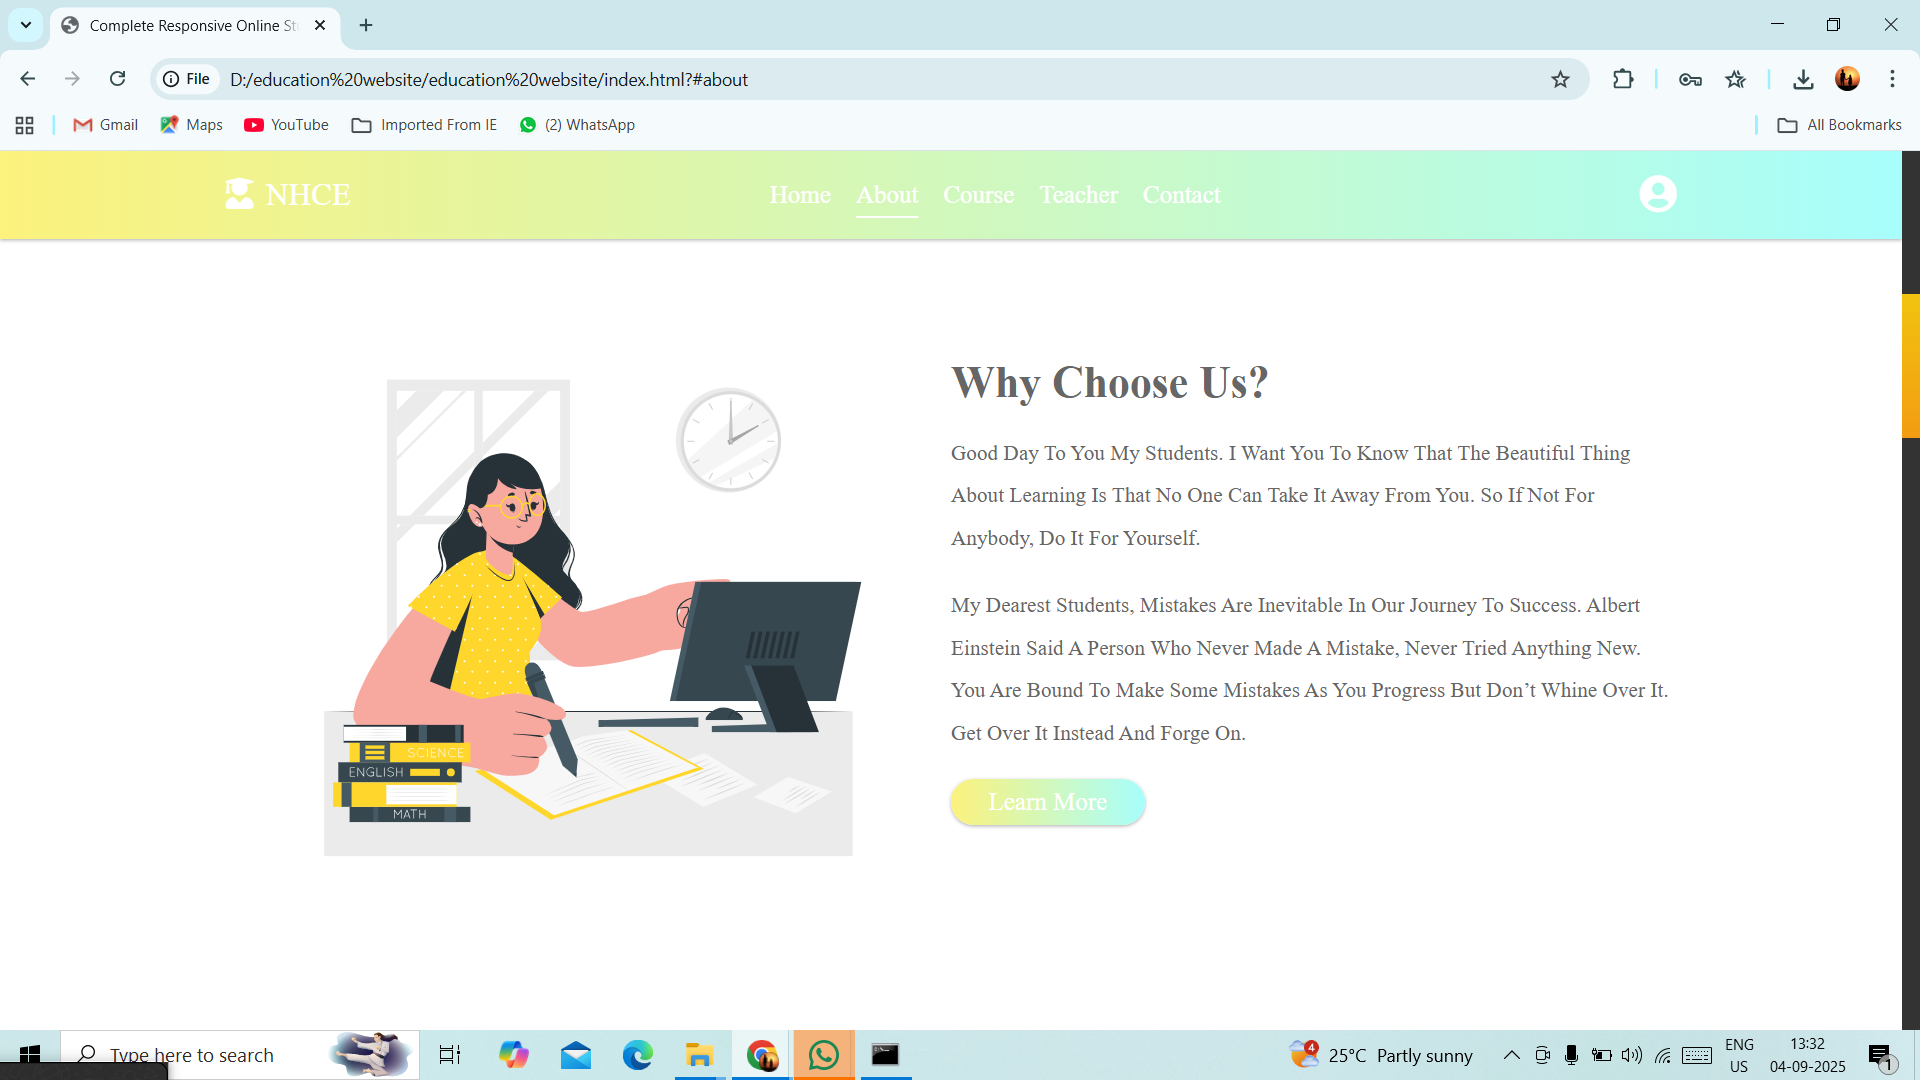 Complete Responsive Online St
File
D:/education%20website/education%20website/index.html?#about
Gmail
Maps
YouTube
Imported From IE
(2) WhatsApp
All Bookmarks
NHCE
Home
About
Course
Teacher
Contact
Why Choose Us?
Good Day To You My Students. I Want You To Know That The Beautiful Thing
About Learning Is That No One Can Take It Away From You. So If Not For
Anybody, Do It For Yourself.
My Dearest Students, Mistakes Are Inevitable In Our Journey To Success. Albert
Einstein Said A Person Who Never Made A Mistake, Never Tried Anything New.
You Are Bound To Make Some Mistakes As You Progress But Don’t Whine Over It.
Get Over It Instead And Forge On.
Learn More
SCIENCE
ENGLISH
MATH
Type here to search
4
25°C Partly sunny
ENG
US
13:32
04-09-2025
1